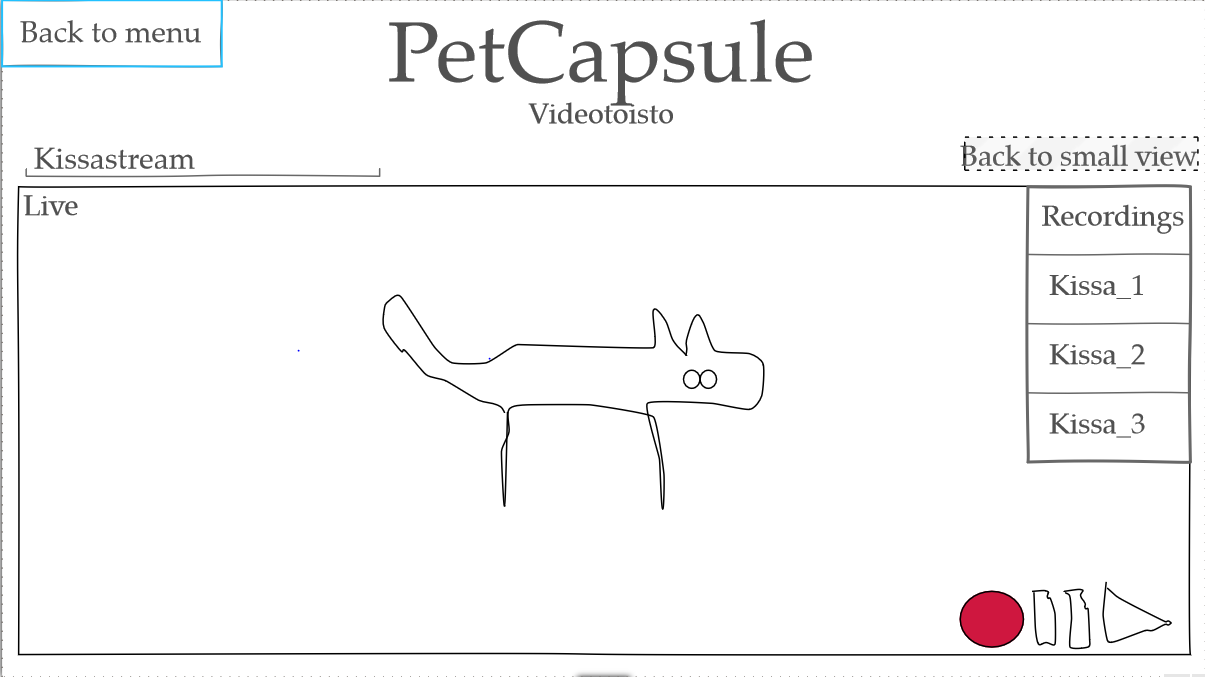 Back to menu
PetCapsule
Videotoisto
Kissastream
Back to small view
Live
Recordings
Kissa_1
Kissa_2
Kissa_3